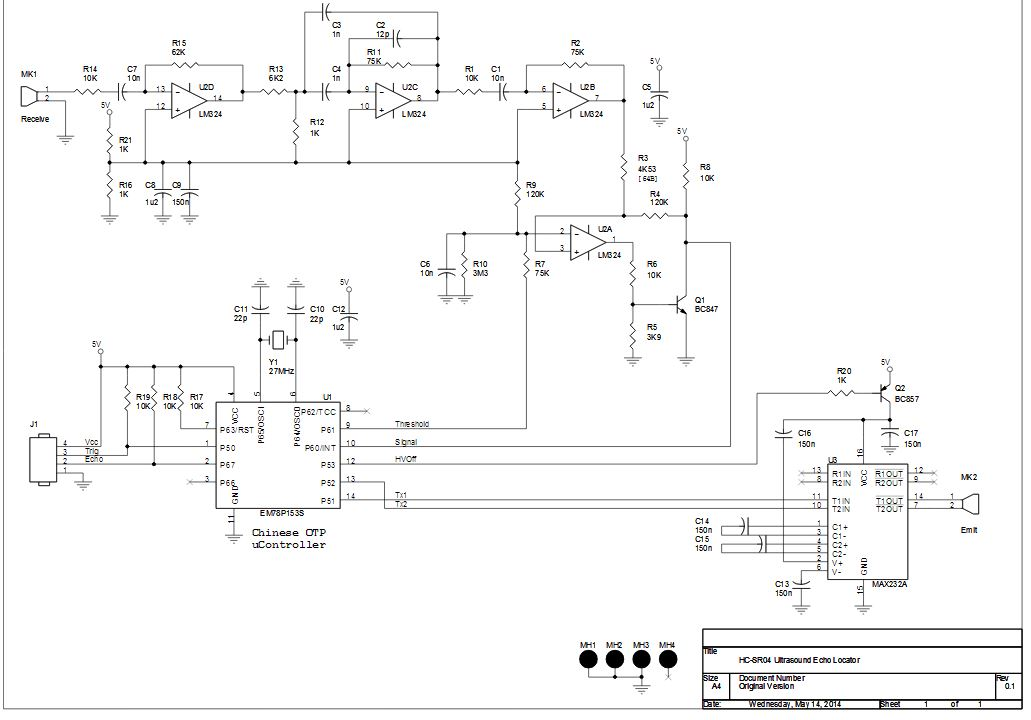 C3
1n
C2
12p
R15
62K
R11
75K
R2
75K
MK1
R14
10K
C7
10n
R13
6K2
C4
1n
R1
10K
C1
10n
5V
1
2
13
12
14
U2D
LM324
9
10
8
U2C
LM324
6
5
7
U2B
LM324
C5
1u2
Receive
5V
R12
1K
5V
R21
1K
R3
4K53
[ 64B]
R8
10K
R16
1K
C8
1u2
C9
150n
R9
120K
R4
120K
2
3
1
U2A
LM324
C6
10n
R10
3M3
R7
75K
R6
10K
C11
22p
C10
22p
5V
C12
1u2
Q1
BC847
R5
3K9
Y1
27MHz
5V
R19
10K
R18
10K
R17
10K
4
5
6
U1
VCC
P65/OSCI
P64/OSCO
P62/TCC
8
7
P63/RST
P61
9
Threshold
1
P50
P60/INT
10
Signal
2
P67
P53
12
HVOff
3
P66
P52
13
GND
P51
14
Tx1
Tx2
11
EM78P153S
Chinese OTP
uController
J1
4
3
2
1
Vcc
Trig
Echo
R20
1K
5V
Q2
BC857
C16
150n
C17
150n
16
U3
VCC
13
R1IN
R1OUT
12
8
R2IN
R2OUT
9
11
T1IN
T1OUT
14
10
T2IN
T2OUT
7
1
C1+
3
C1-
4
C2+
5
C2-
2
V+
6
V-
GND
15
MAX232A
MK2
1
2
Emit
C14
150n
C15
150n
C13
150n
MH1
MH2
MH3
MH4
Title
HC-SR04 Ultrasound Echo Locator
Size
A4
Document Number
Original Version
Rev
0.1
Date:
Wednesday, May 14, 2014
Sheet
1
of
1